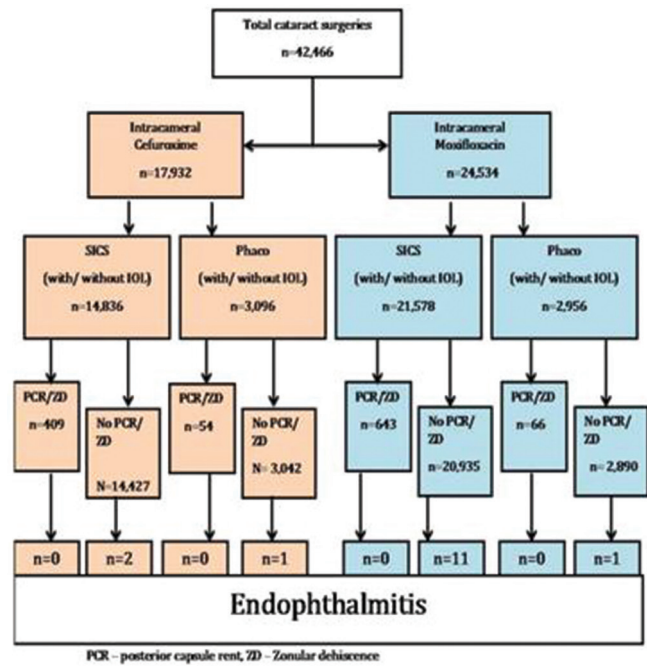 Total cataract surgeries
n=42,466
Intracameral
Cefuroxime
n=17,932
Intracameral
Moxifloxacin
n=24,534
SICS
(with/ without IOL)
n=14,836
Phaco
(with/ without IOL)
n=3,096
SICS
(with/ without IOL)
n=21,578
Phaco
(with/ without IOL)
n=2,956
PCR/ZD
n=409
No PCR/
ZD
N=14,427
PCR/ZD
n=54
No PCR/
ZD
N= 3,042
PCR/ZD
n=643
No PCR/
ZD
n=20,935
PCR/ZD
n=66
No PCR/
ZD
n= 2,890
n=0
n=2
n=0
n=1
n=0
n=11
n=0
n=1
Endophthalmitis
PCR – posterior capsule rent, ZD – Zonular dehiscence